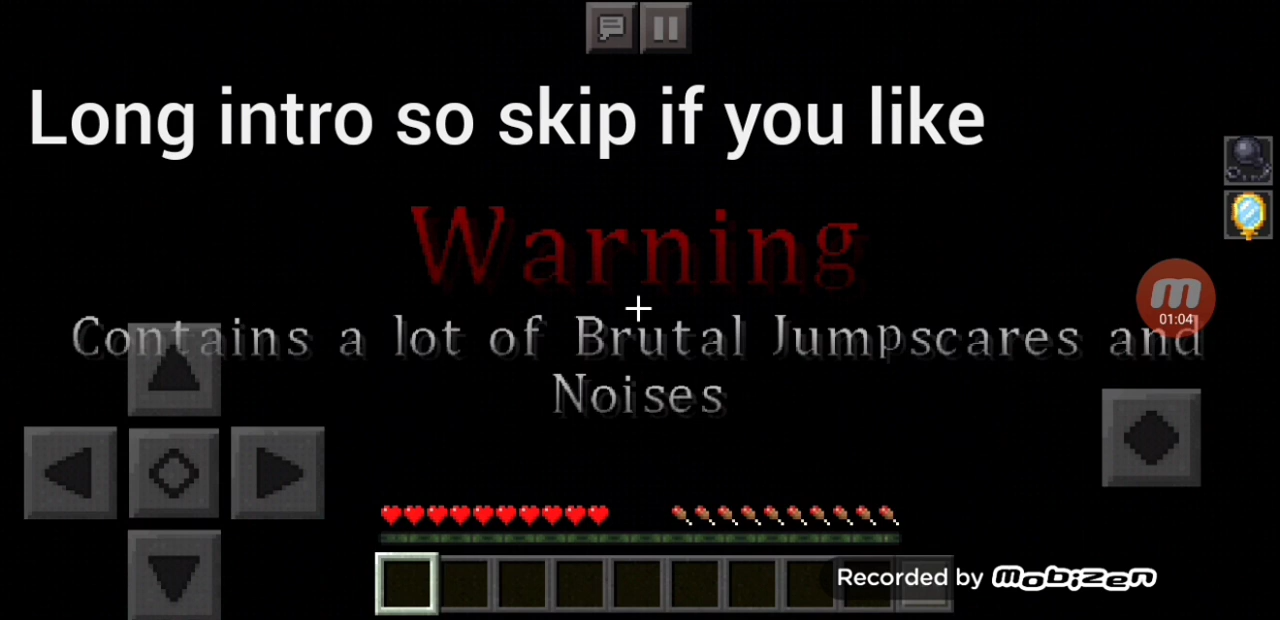 Long intro so skip if you like
Warning
Contains a lot of Brutal Jumpscares and
Noises
01:04
Recorded by mobizen